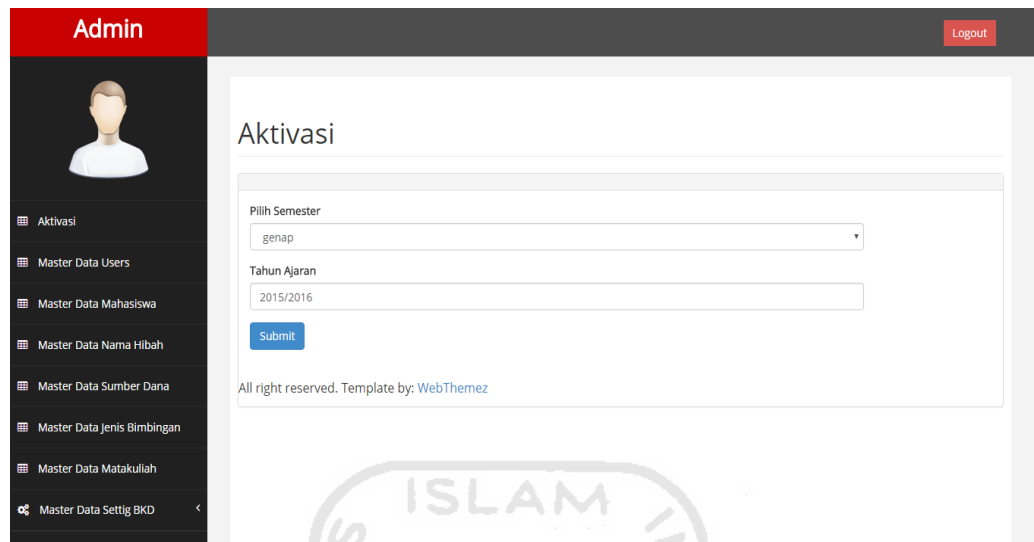 Admin
Logout
Aktivasi
Aktivasi
Master Data Users
Master Data Mahasiswa
Master Data Nama Hibah
Master Data Sumber Dana
Master Data Jenis Bimbingan
Master Data Matakuliah
Master Data Settig BKD
Pilih Semester
genap
Tahun Ajaran
2015/2016
Submit
All right reserved. Template by: WebThemez
ISLAM